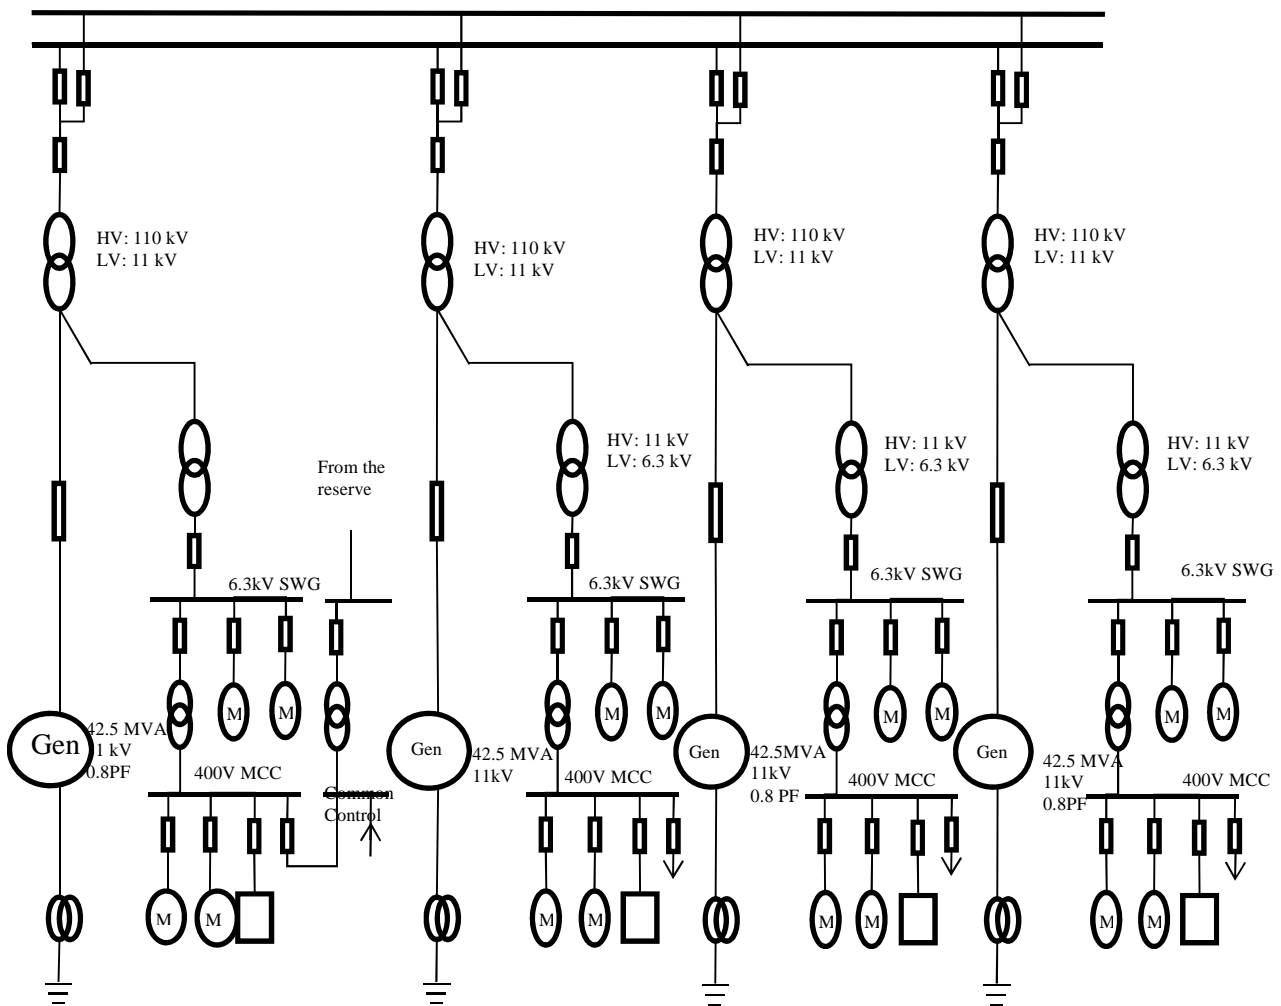 HV: 110 kV
LV: 11 kV
HV: 110 kV
LV: 11 kV
HV: 110 kV
LV: 11 kV
HV: 110 kV
LV: 11 kV
From the
reserve
HV: 11 kV
LV: 6.3 kV
HV: 11 kV
LV: 6.3 kV
HV: 11 kV
LV: 6.3 kV
6.3kV SWG
6.3kV SWG
6.3kV SWG
6.3kV SWG
M
M
M
M
M
M
M
M
Gen
42.5 MVA
11 kV
0.8PF
Gen
42.5 MVA
11kV
Gen
42.5MVA
11kV
0.8 PF
Gen
42.5 MVA
11kV
0.8PF
400V MCC
400V MCC
400V MCC
400V MCC
Common
Control
M
M
M
M
M
M
M
M